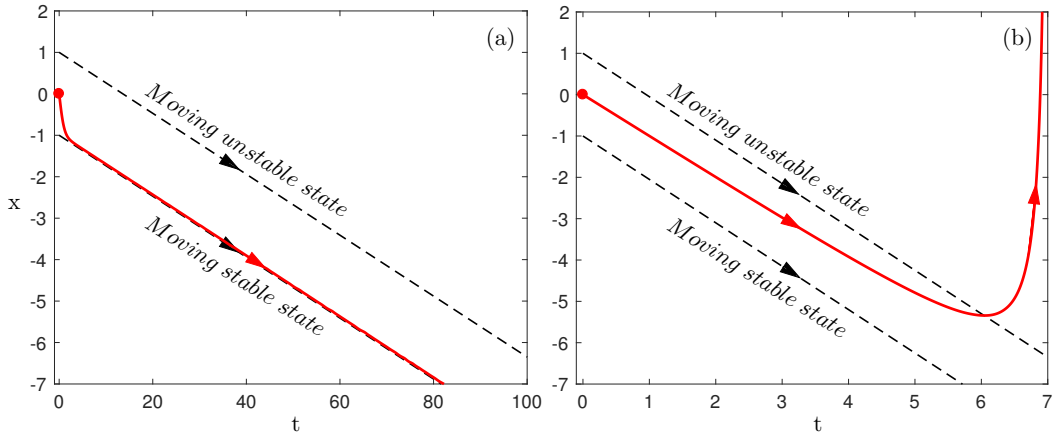 (a)
2
1
0
-1
-2
-3
-4
-5
-6
-7
x
Moving unstable state
Moving stable state
0 20 40 60 80 100
t
(b)
2
1
0
-1
-2
-3
-4
-5
-6
-7
Moving unstable state
Moving stable state
0 1 2 3 4 5 6 7
t